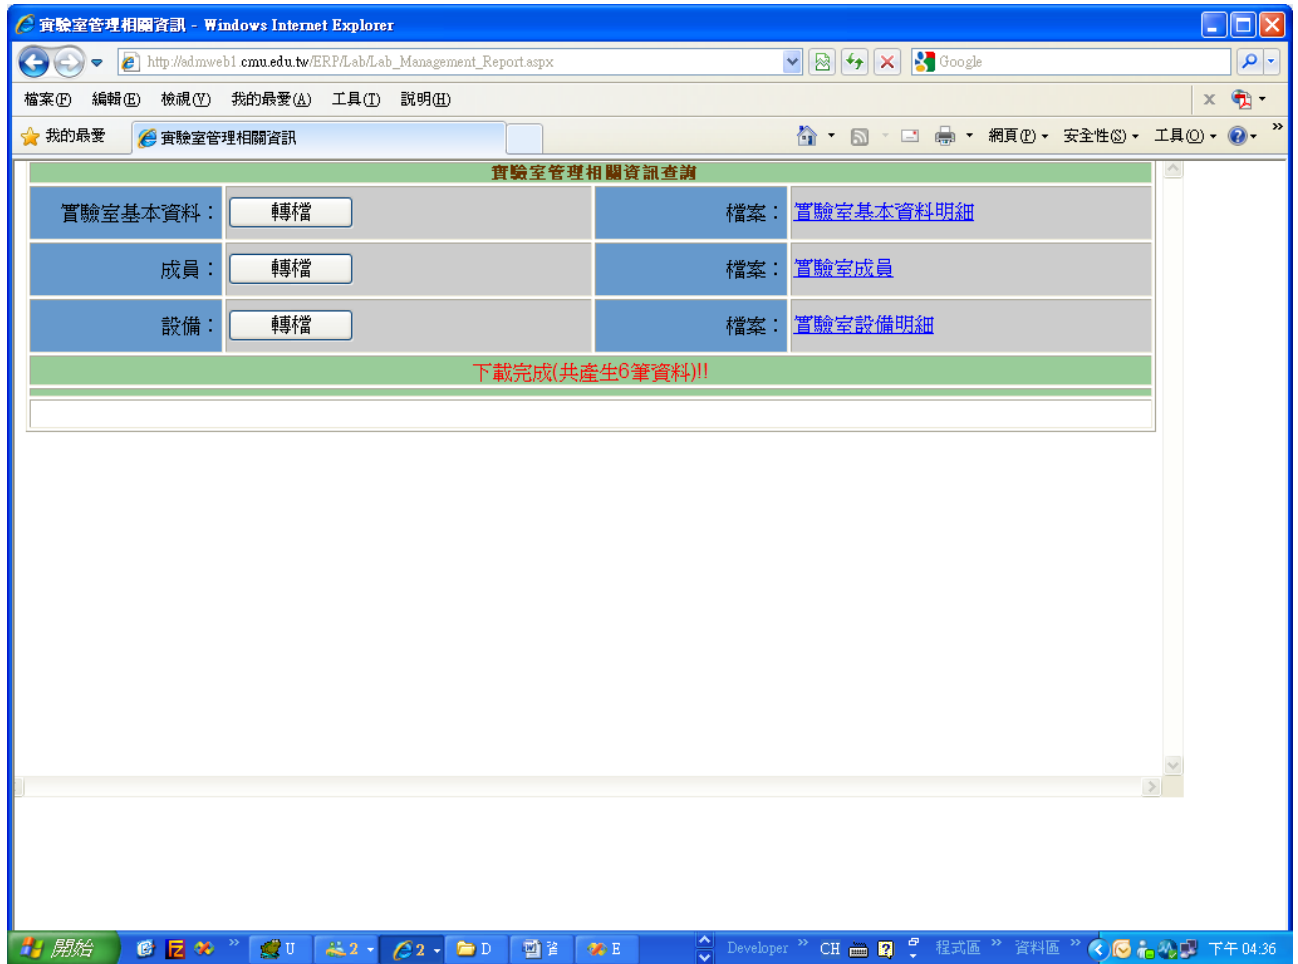 實驗室管理相關資訊 - Windows Internet Explorer
http://admweb1.cmu.edu.tw/ERP/Lab/Lab_Management_Report.aspx
Google
檔案(F) 編輯(E) 檢視(V) 我的最愛(A) 工具(T) 說明(H)
我的最愛 實驗室管理相關資訊 網頁(P) 安全性(S) 工具(O)
實驗室管理相關資訊查詢
實驗室基本資料： 轉檔 檔案： 實驗室基本資料明細
成員： 轉檔 檔案： 實驗室成員
設備： 轉檔 檔案： 實驗室設備明細
下載完成(共產生6筆資料)!!
開始 U 2 2 D E Developer CH 程式區 資料區 下午 04:36